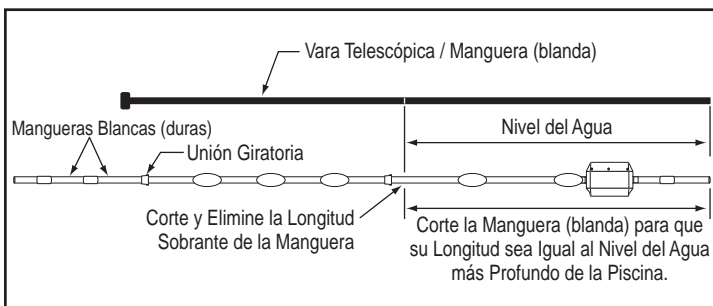 Vara Telescópica / Manguera (blanda)
Mangueras Blancas (duras)
Nivel del Agua
Unión Giratoria
Corte y Elimine la Longitud
Sobrante de la Manguera
Corte la Manguera (blanda) para que
su Longitud sea Igual al Nivel del Agua
más Profundo de la Piscina.